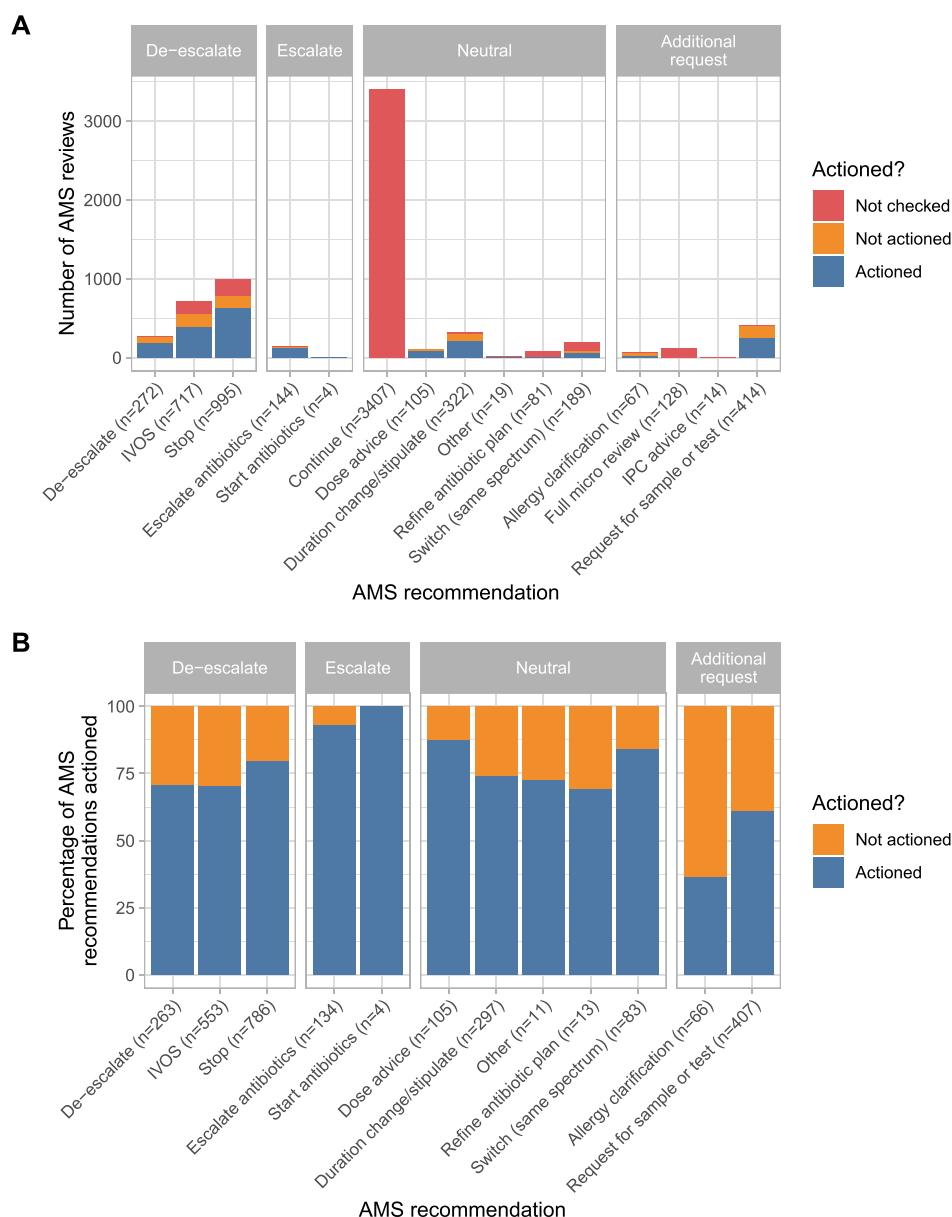 A
De−escalate
Escalate
Neutral
Additional
request
Number of AMS reviews
3000
2000
1000
0
De-escalate (n=272)
IVOS (n=717)
Stop (n=995)
Escalate antibiotics (n=144)
Start antibiotics (n=4)
Continue (n=3407)
Dose advice (n=105)
Duration change/stipulate (n=322)
Other (n=19)
Refine antibiotic plan (n=81)
Switch (same spectrum) (n=189)
Allergy clarification (n=67)
Full micro review (n=128)
IPC advice (n=14)
Request for sample or test (n=414)
AMS recommendation
Actioned?
Not checked
Not actioned
Actioned
B
De−escalate
Escalate
Neutral
Additional
request
Percentage of AMS
recommendations actioned
100
75
50
25
0
De-escalate (n=263)
IVOS (n=553)
Stop (n=786)
Escalate antibiotics (n=134)
Start antibiotics (n=4)
Dose advice (n=105)
Duration change/stipulate (n=297)
Other (n=11)
Refine antibiotic plan (n=13)
Switch (same spectrum) (n=83)
Allergy clarification (n=66)
Request for sample or test (n=407)
AMS recommendation
Actioned?
Not actioned
Actioned